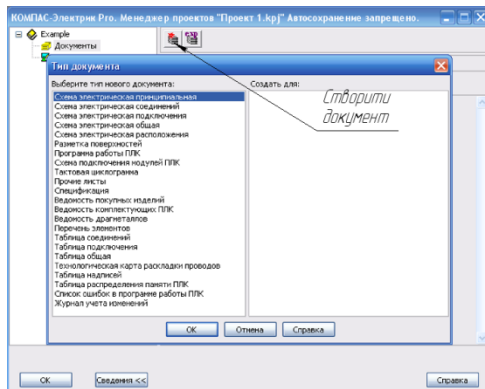 КОМПАС-Электрик Pro. Менеджер проектов "Проект 1.kpj" Автосохранение запрещено.
Example
Документы
Тип документа
Выберите тип нового документа:
Создать для:
Схема электрическая принципиальная
Схема электрическая соединений
Схема электрическая подключения
Схема электрическая общая
Схема электрическая расположения
Разметка поверхностей
Программа работы ПЛК
Схема подключения модулей ПЛК
Тактовая циклограмма
Прочие листы
Спецификация
Ведомость покупных изделий
Ведомость комплектующих ПЛК
Ведомость драгметаллов
Перечень элементов
Таблица соединений
Таблица подключения
Таблица общая
Технологическая карта раскладки проводов
Таблица надписей
Таблица распределения памяти ПЛК
Список ошибок в программе работы ПЛК
Журнал учета изменений
Створити
документ
OK
Отмена
Справка
OK
Сведения <<
Справка